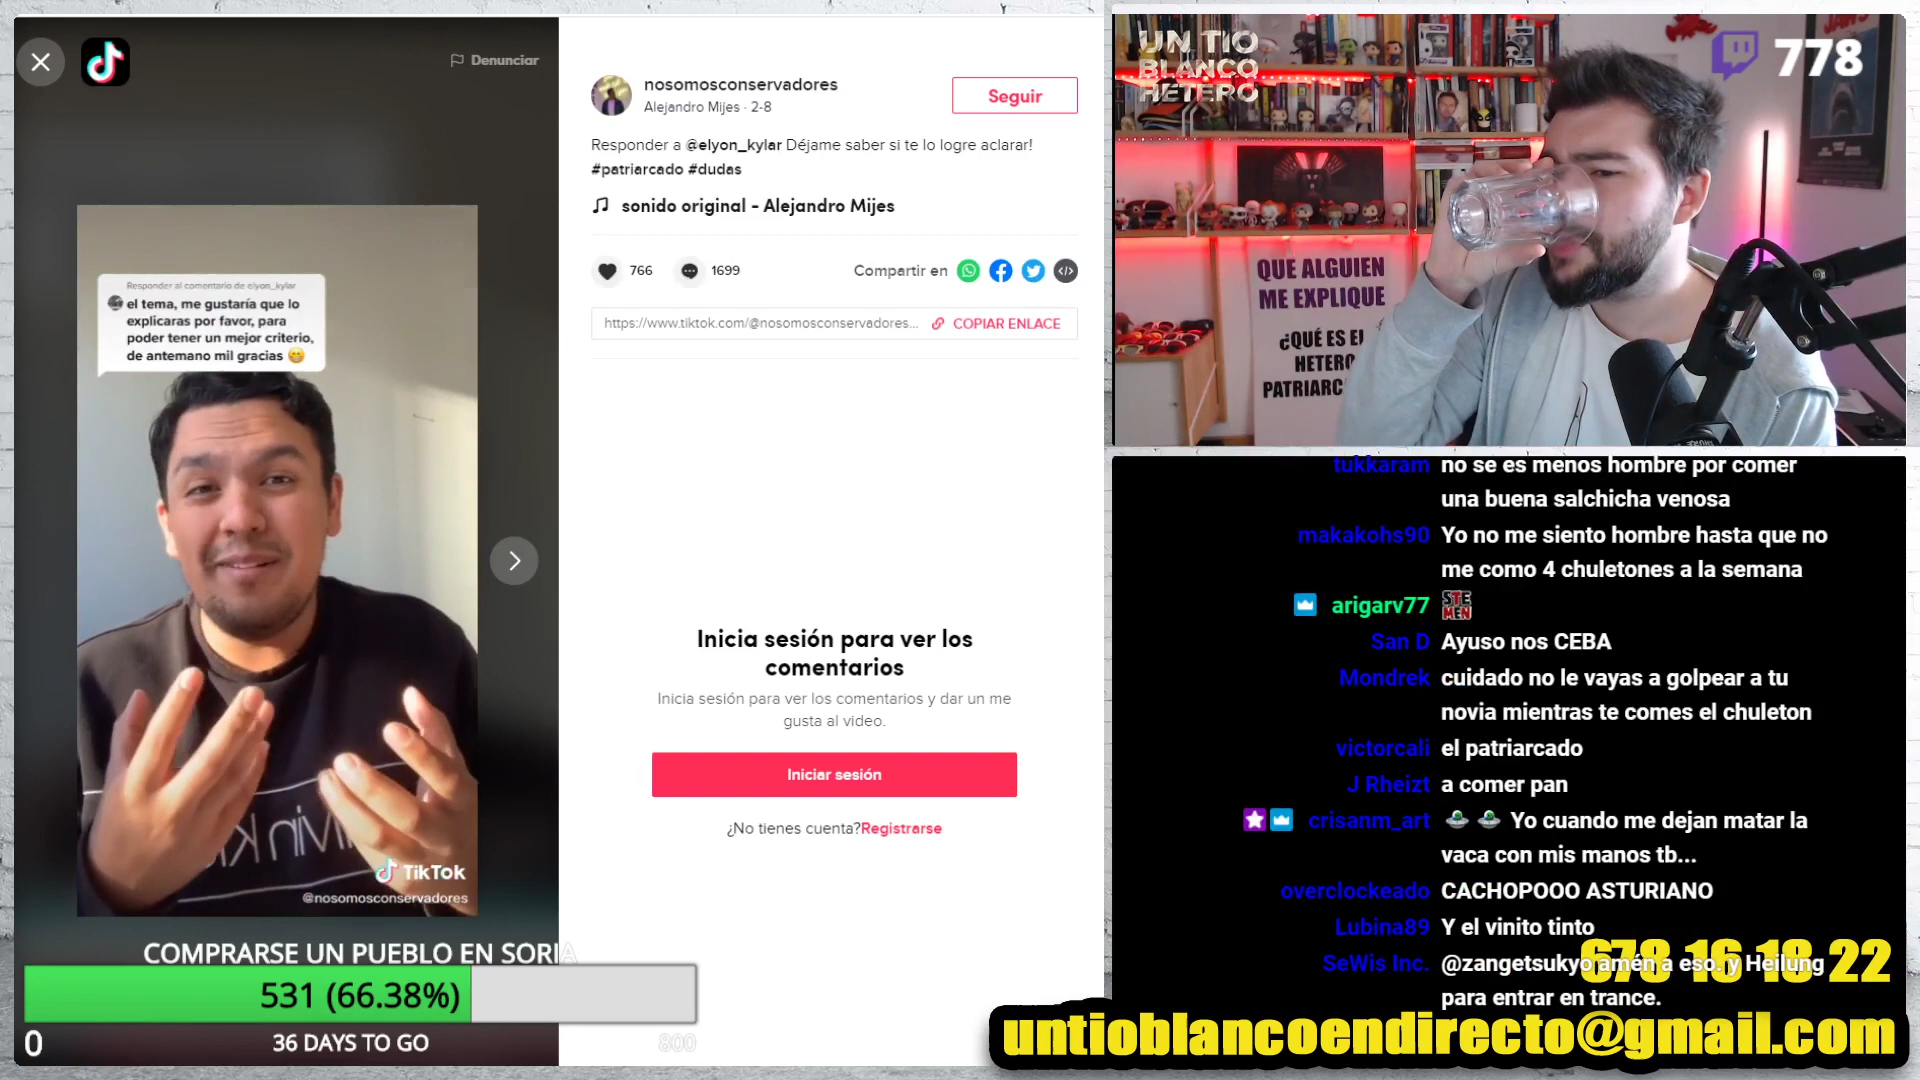 Denunciar
nosomosconservadores
Alejandro Mijes · 2-8
Seguir
Responder a @elyon_kylar Déjame saber si te lo logre aclarar!
#patriarcado #dudas
sonido original - Alejandro Mijes
766
1699
Compartir en
https://www.tiktok.com/@nosomosconservadores...
COPIAR ENLACE
Responder al comentario de elyon_kylar
el tema, me gustaría que lo
explicaras por favor, para
poder tener un mejor criterio,
de antemano mil gracias 😁
TikTok
@nosomosconservadores
Inicia sesión para ver los
comentarios
Inicia sesión para ver los comentarios y dar un me
gusta al video.
Iniciar sesión
¿No tienes cuenta?Registrarse
COMPRARSE UN PUEBLO EN SORIA
531 (66.38%)
0
36 DAYS TO GO
800
UN TIO
BLANCO
HETERO
778
JAWS
QUE ALGUIEN
ME EXPLIQUE
¿QUÉ ES EL
HETERO
PATRIARC
tukkaram no se es menos hombre por comer
una buena salchicha venosa
makakohs90 Yo no me siento hombre hasta que no
me como 4 chuletones a la semana
arigarv77 STE MEN
San D Ayuso nos CEBA
Mondrek cuidado no le vayas a golpear a tu
novia mientras te comes el chuleton
victorcali el patriarcado
J Rheizt a comer pan
crisanm_art 🛸 🛸 Yo cuando me dejan matar la
vaca con mis manos tb...
overclockeado CACHOPOOO ASTURIANO
Lubina89 Y el vinito tinto
SeWis Inc. @zangetsukyo amén a eso. y Heilung
para entrar en trance.
678 16 18 22
untioblancoendirecto@gmail.com